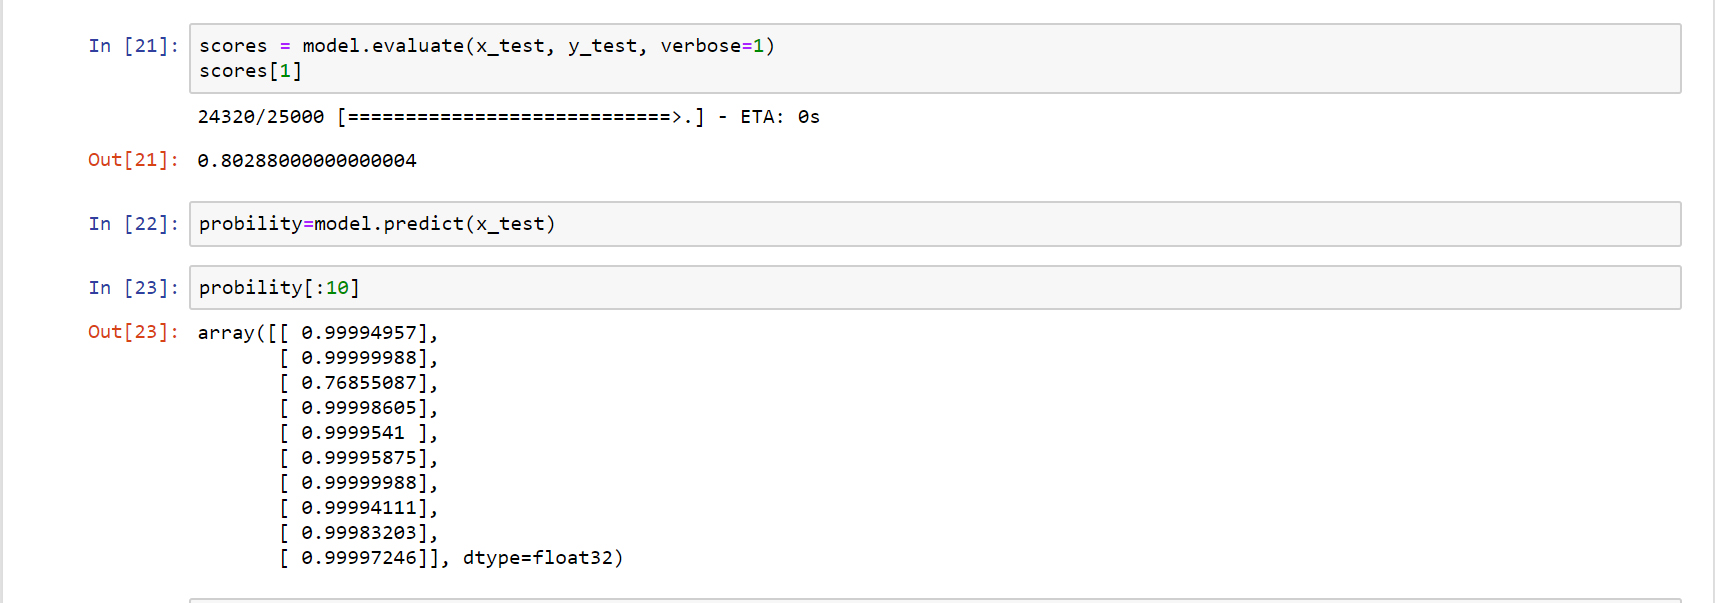 In [21]: scores = model.evaluate(x_test, y_test, verbose=1)
scores[1]
24320/25000 [============================>.] - ETA: 0s
Out[21]: 0.80288000000000004
In [22]: probility=model.predict(x_test)
In [23]: probility[:10]
Out[23]: array([[ 0.99994957],
[ 0.99999988],
[ 0.76855087],
[ 0.99998605],
[ 0.9999541 ],
[ 0.99995875],
[ 0.99999988],
[ 0.99994111],
[ 0.99983203],
[ 0.99997246]], dtype=float32)